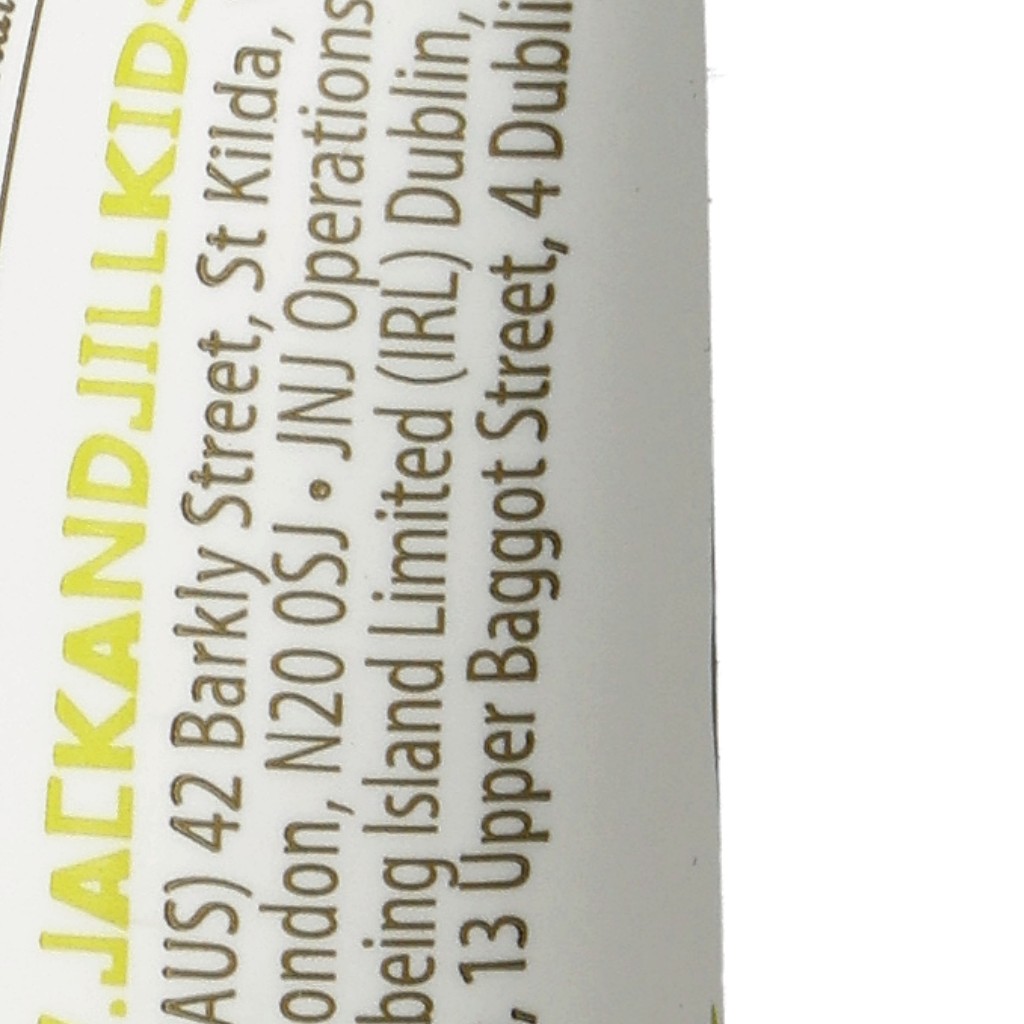 .JACKANDJILLKIDS
AUS) 42 Barkly Street, St Kilda,
ondon, N20 0SJ • JNJ Operations
being Island Limited (IRL) Dublin,
, 13 Upper Baggot Street, 4 Dubli